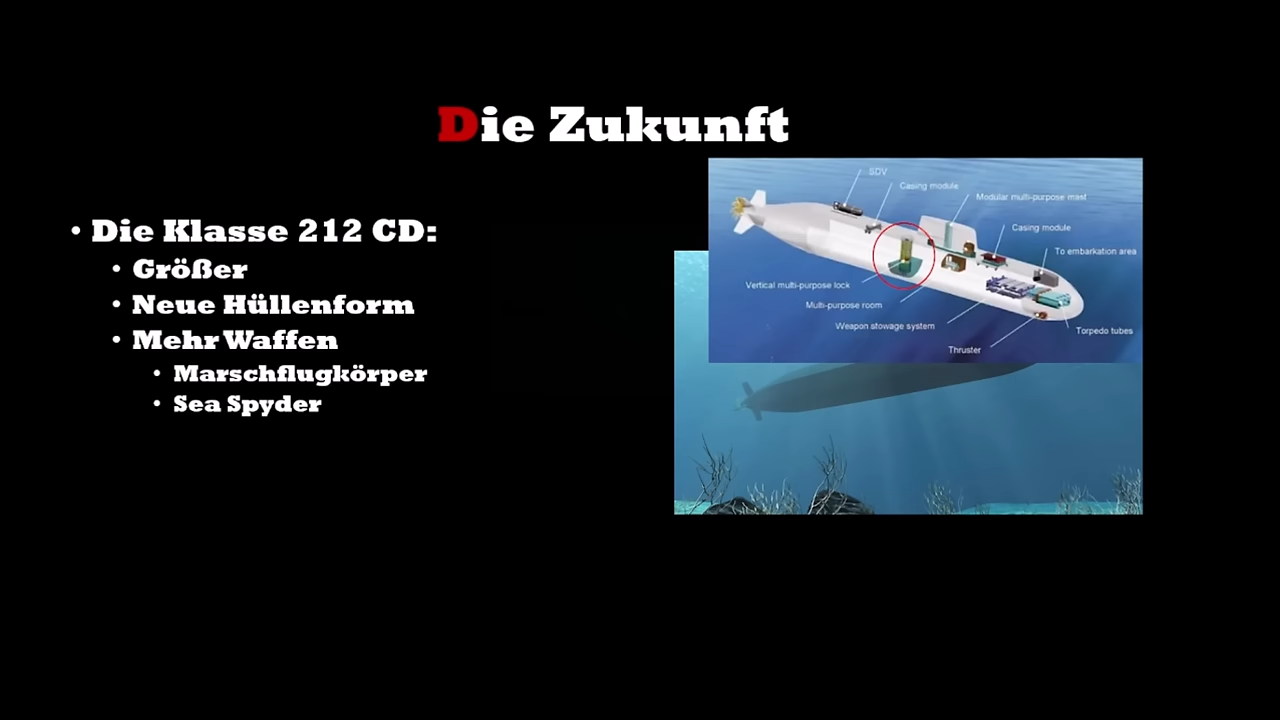 Die Zukunft
• Die Klasse 212 CD:
• Größer
• Neue Hüllenform
• Mehr Waffen
• Marschflugkörper
• Sea Spyder
SDV
Casing module
Modular multi-purpose mast
Casing module
To embarkation area
Vertical multi-purpose lock
Multi-purpose room
Weapon stowage system
Torpedo tubes
Thruster